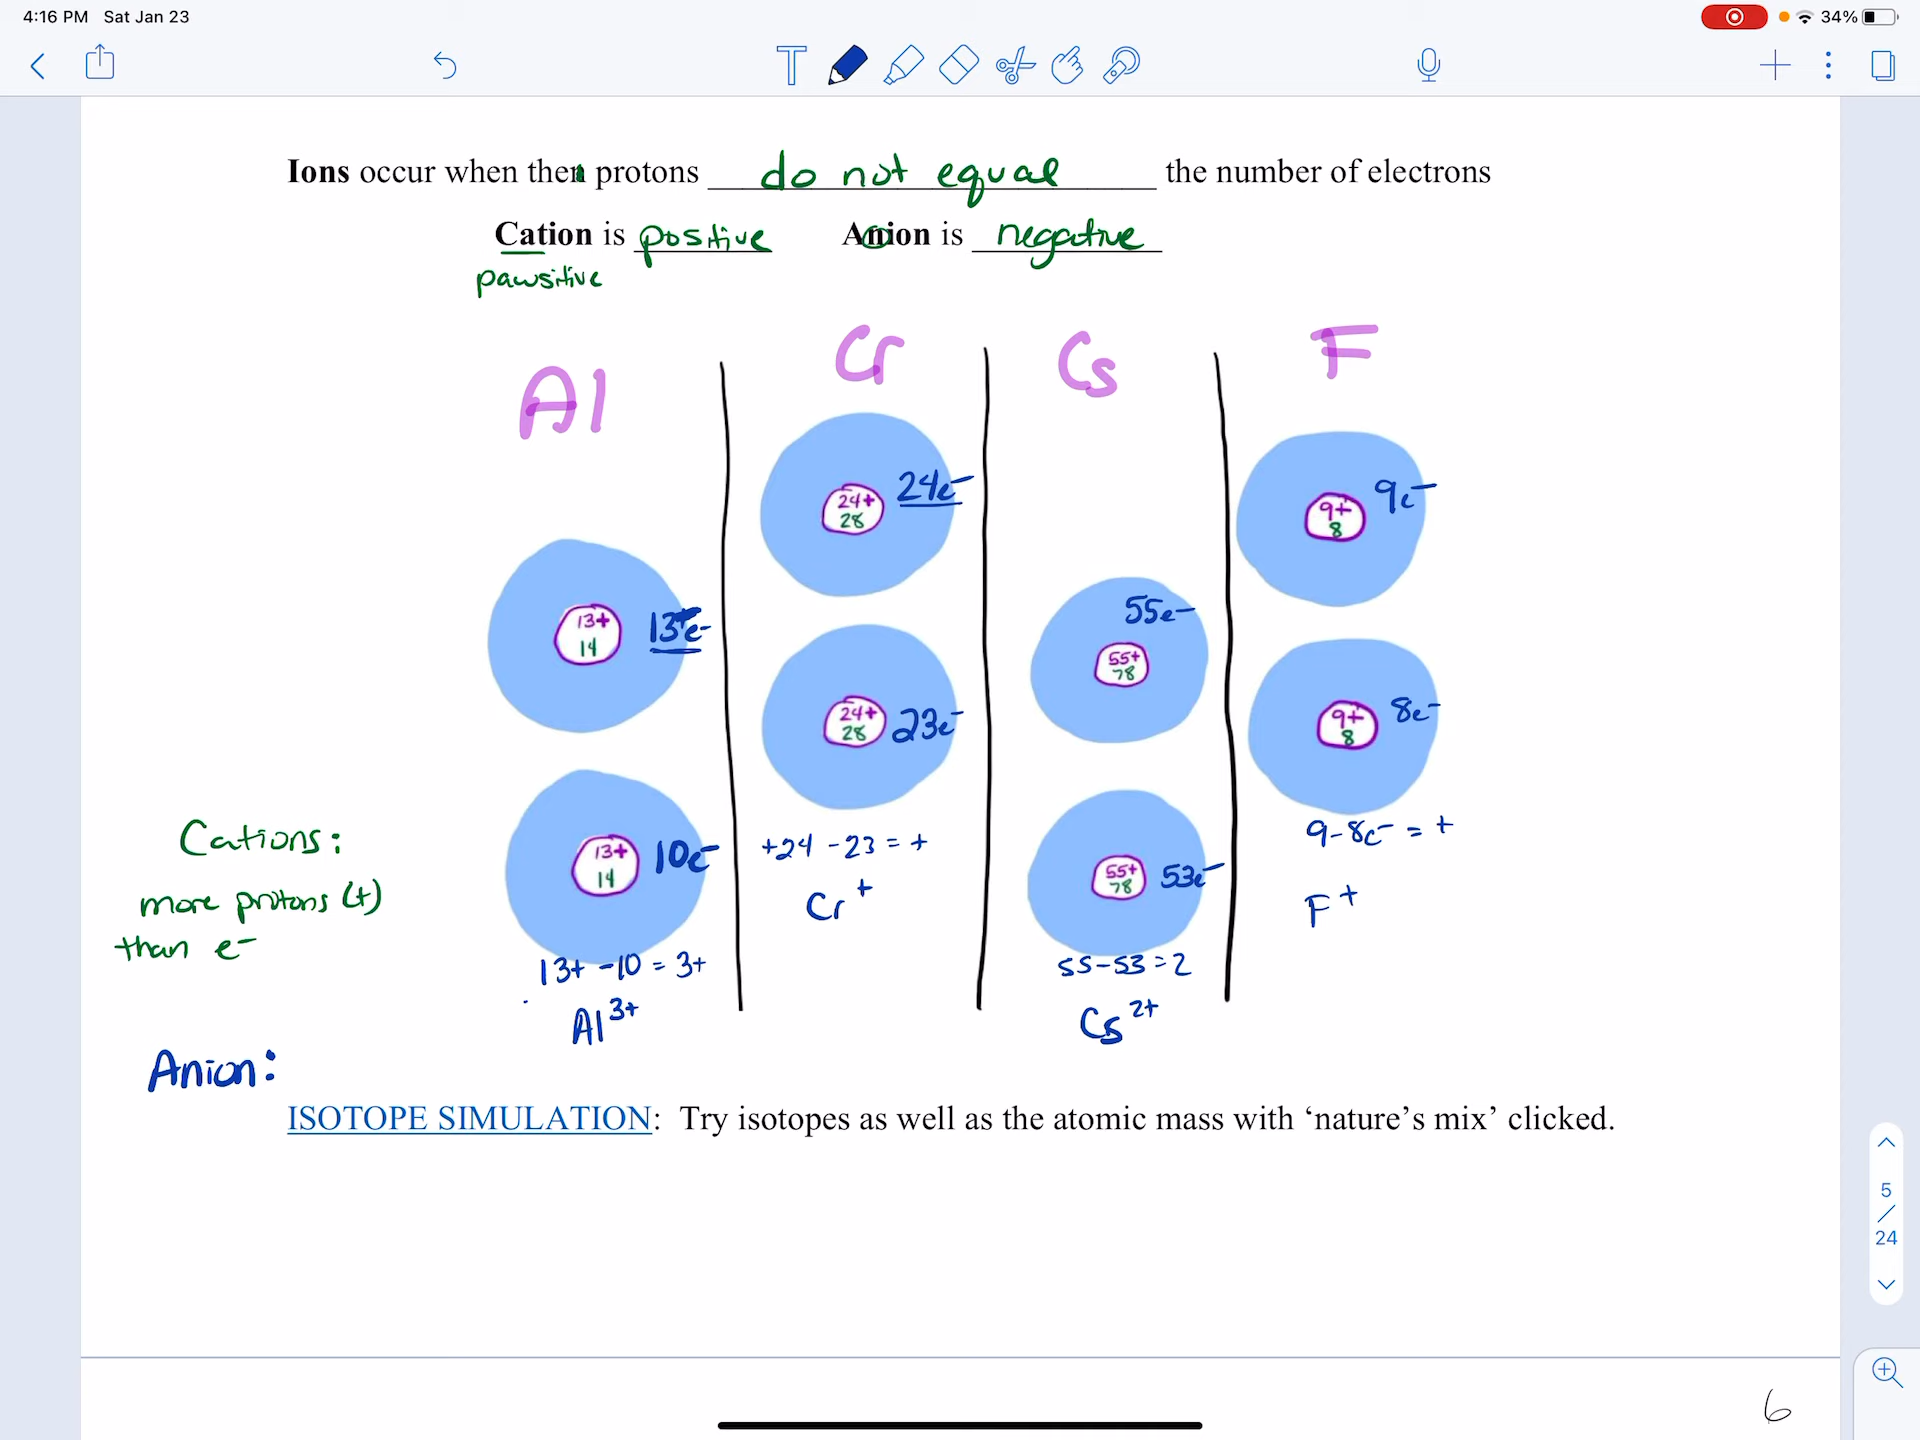 4:16 PM Sat Jan 23
34%
T
Ions occur when then protons do not equal the number of electrons
Cation is positive Anion is negative
pawsitive
Al
Cr
Cs
F
24+
28
24e-
9+
8
9e-
13+
14
13e-
55e-
55+
78
24+
28
23e-
9+
8
8e-
13+
14
10e-
55+
78
53e-
Cations:
more protons (+)
than e-
13+ -10 = 3+
Al 3+
+24 -23 = +
Cr +
55-53 = 2
Cs 2+
9-8e- = +
F +
Anion:
ISOTOPE SIMULATION: Try isotopes as well as the atomic mass with ‘nature’s mix’ clicked.
5
/
24
6